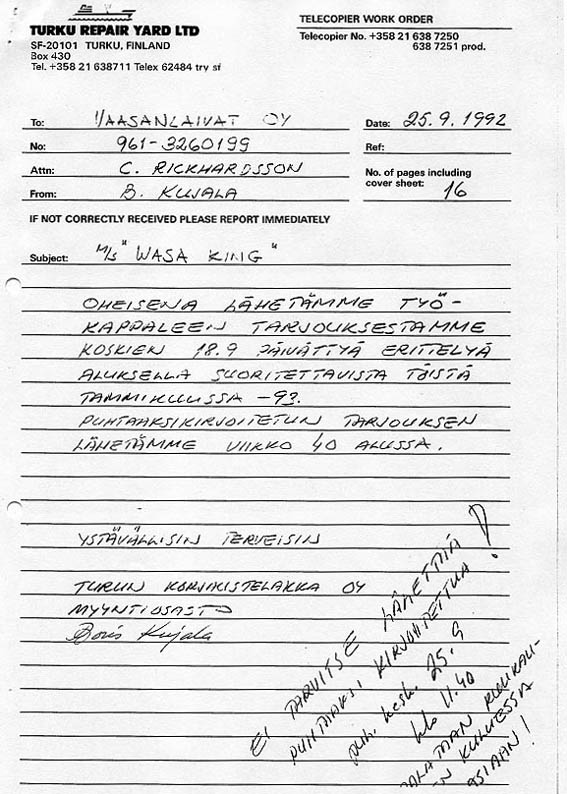 TURKU REPAIR YARD LTD
SF-20101 TURKU, FINLAND
Box 430
Tel. +358 21 638711 Telex 62484 try sf
TELECOPIER WORK ORDER
Telecopier No. +358 21 638 7250
638 7251 prod.
To: VAASANLAIVAT OY
Date: 25.9.1992
No: 961-3260199
Ref:
Attn: C. RICKHARDSSON
No. of pages including
cover sheet: 16
From: B. KUJALA
IF NOT CORRECTLY RECEIVED PLEASE REPORT IMMEDIATELY
Subject: M/S "WASA KING"
OHEISENA LÄHETÄMME TYÖ-
KAPPALEEN TARJOUKSESTAMME
KOSKIEN 18.9 PÄIVÄTTYÄ ERITTELYÄ
ALUKSELLA SUORITETTAVISTA TÖISTÄ
TAMMIKUUSSA -93.
PUHTAAKSIKIRJOITETUN TARJOUKSEN
LÄHETÄMME VIIKKO 40 ALUSSA.
YSTÄVÄLLISIN TERVEISIN
TURUN KORJAUSTELAKKA OY
MYYNTIOSASTO
Boris Kujala
EI TARVITSE LÄHETTÄÄ
PUHTAAKSI KIRJOITETTUA!
puh. kesk. 25.9
klo 11.40
KULUESSA
ASIAAN!